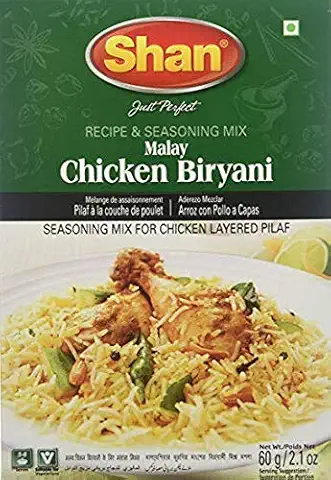 Shan®
Just Perfect
RECIPE & SEASONING MIX
Malay
Chicken Biryani
Mélange de assaisonnement
Pilaf à la couche de poulet
Aderezo Mezclar
Arroz con Pollo a Capas
SEASONING MIX FOR CHICKEN LAYERED PILAF
Net Wt./Poids Net
60 g/2.1 oz
Serving Suggestion/